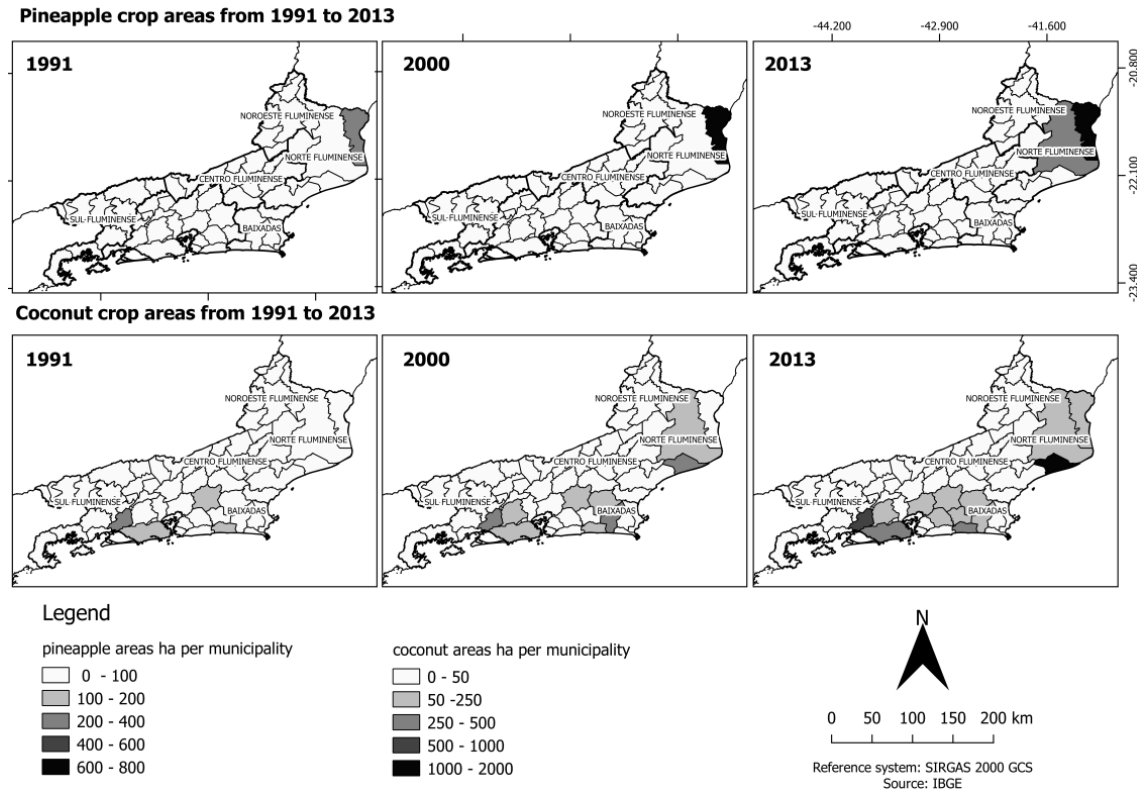 Pineapple crop areas from 1991 to 2013
-44.200 -42.900 -41.600
1991
NOROESTE FLUMINENSE
NORTE FLUMINENSE
CENTRO FLUMINENSE
SUL FLUMINENSE
BAIXADAS
2000
NOROESTE FLUMINENSE
NORTE FLUMINENSE
CENTRO FLUMINENSE
SUL FLUMINENSE
BAIXADAS
2013
NOROESTE FLUMINENSE
NORTE FLUMINENSE
CENTRO FLUMINENSE
SUL FLUMINENSE
BAIXADAS
-20.800
-22.100
-23.400
Coconut crop areas from 1991 to 2013
1991
NOROESTE FLUMINENSE
NORTE FLUMINENSE
CENTRO FLUMINENSE
SUL FLUMINENSE
BAIXADAS
2000
NOROESTE FLUMINENSE
NORTE FLUMINENSE
CENTRO FLUMINENSE
SUL FLUMINENSE
BAIXADAS
2013
NOROESTE FLUMINENSE
NORTE FLUMINENSE
CENTRO FLUMINENSE
SUL FLUMINENSE
BAIXADAS
Legend
pineapple areas ha per municipality
0 - 100
100 - 200
200 - 400
400 - 600
600 - 800
coconut areas ha per municipality
0 - 50
50 -250
250 - 500
500 - 1000
1000 - 2000
N
0 50 100 150 200 km
Reference system: SIRGAS 2000 GCS
Source: IBGE